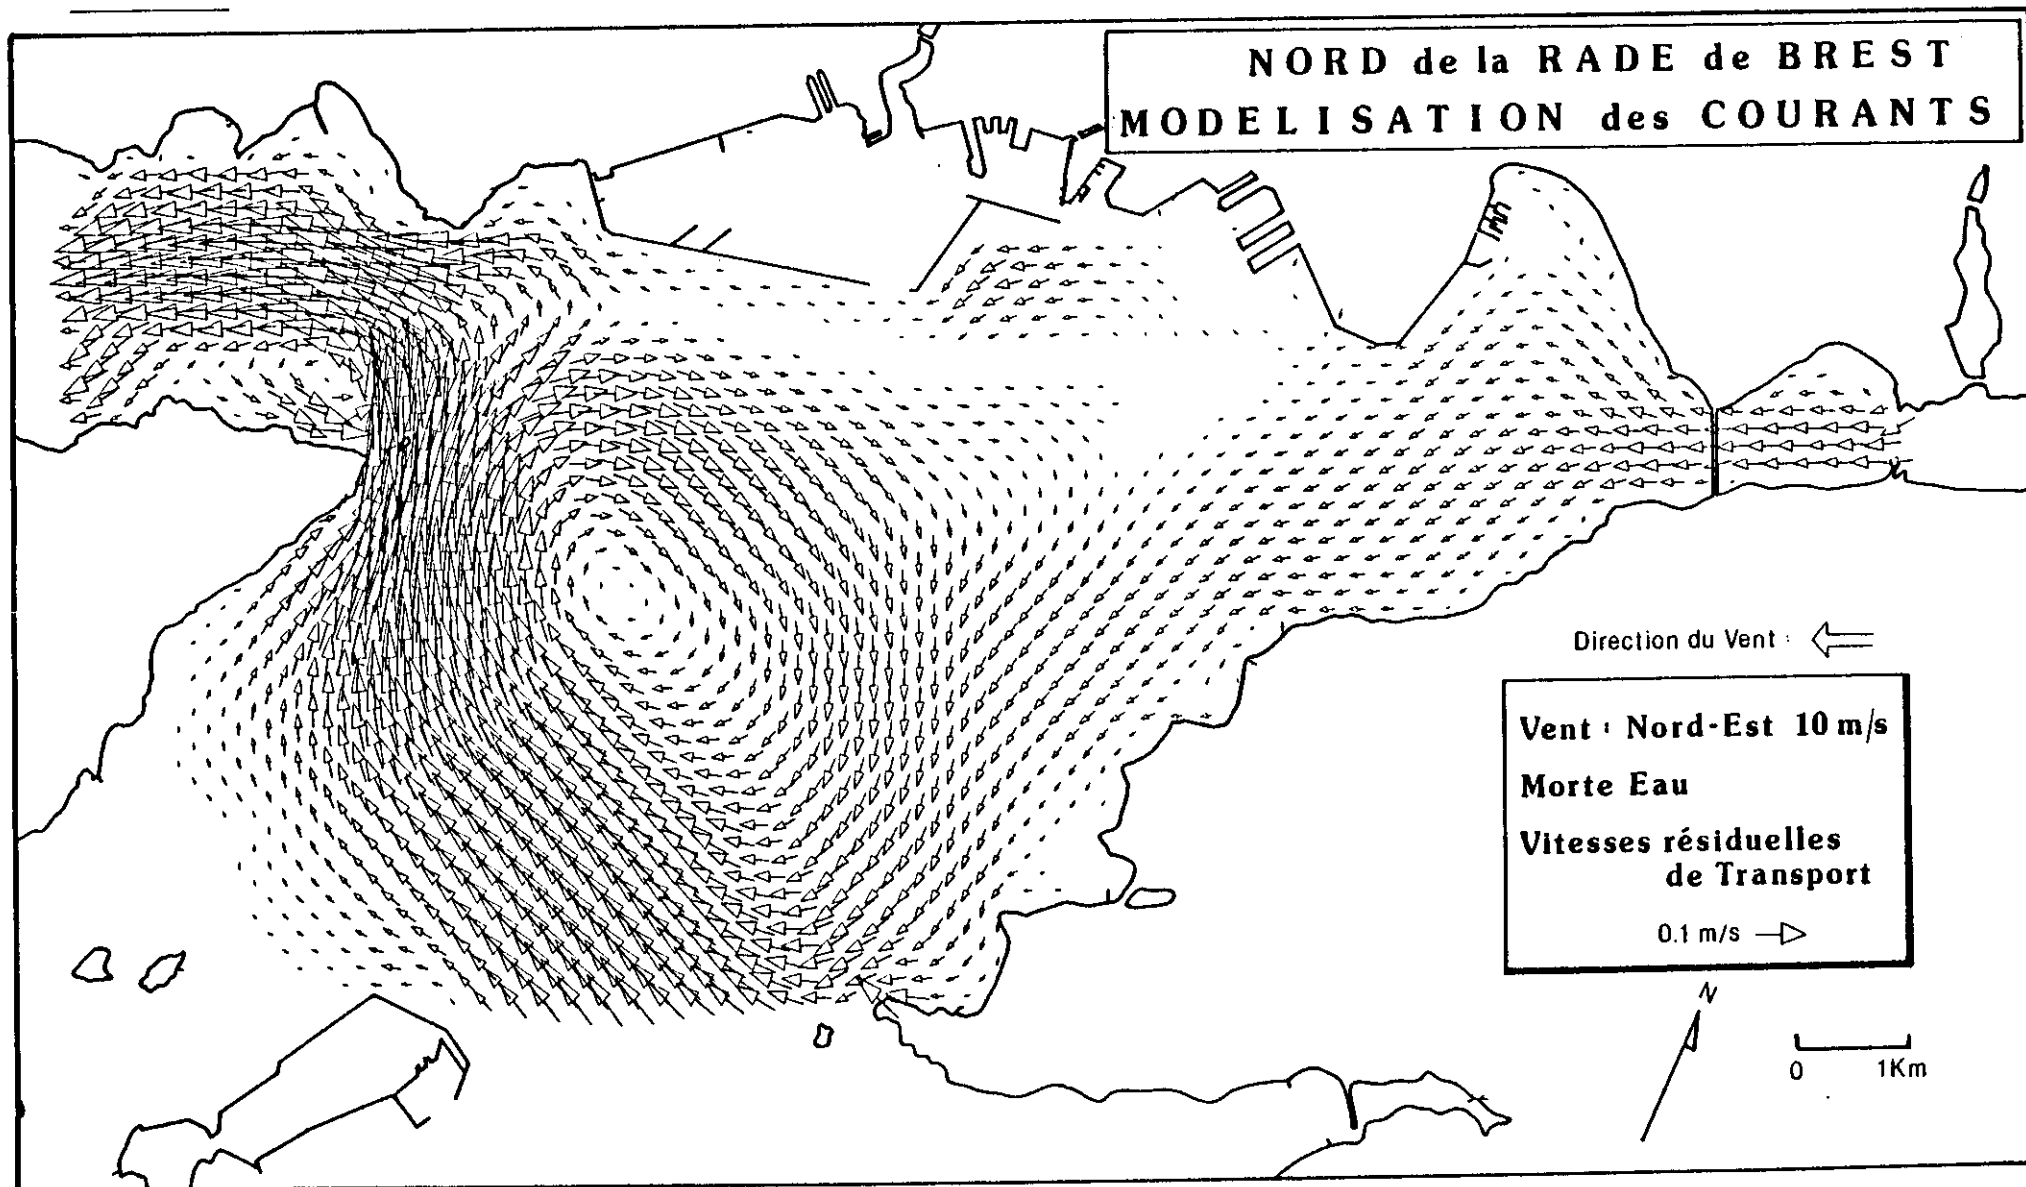 NORD de la RADE de BREST
MODELISATION des COURANTS
Direction du Vent :
Vent : Nord-Est 10 m/s
Morte Eau
Vitesses résiduelles
de Transport
0.1 m/s
N
0 1Km